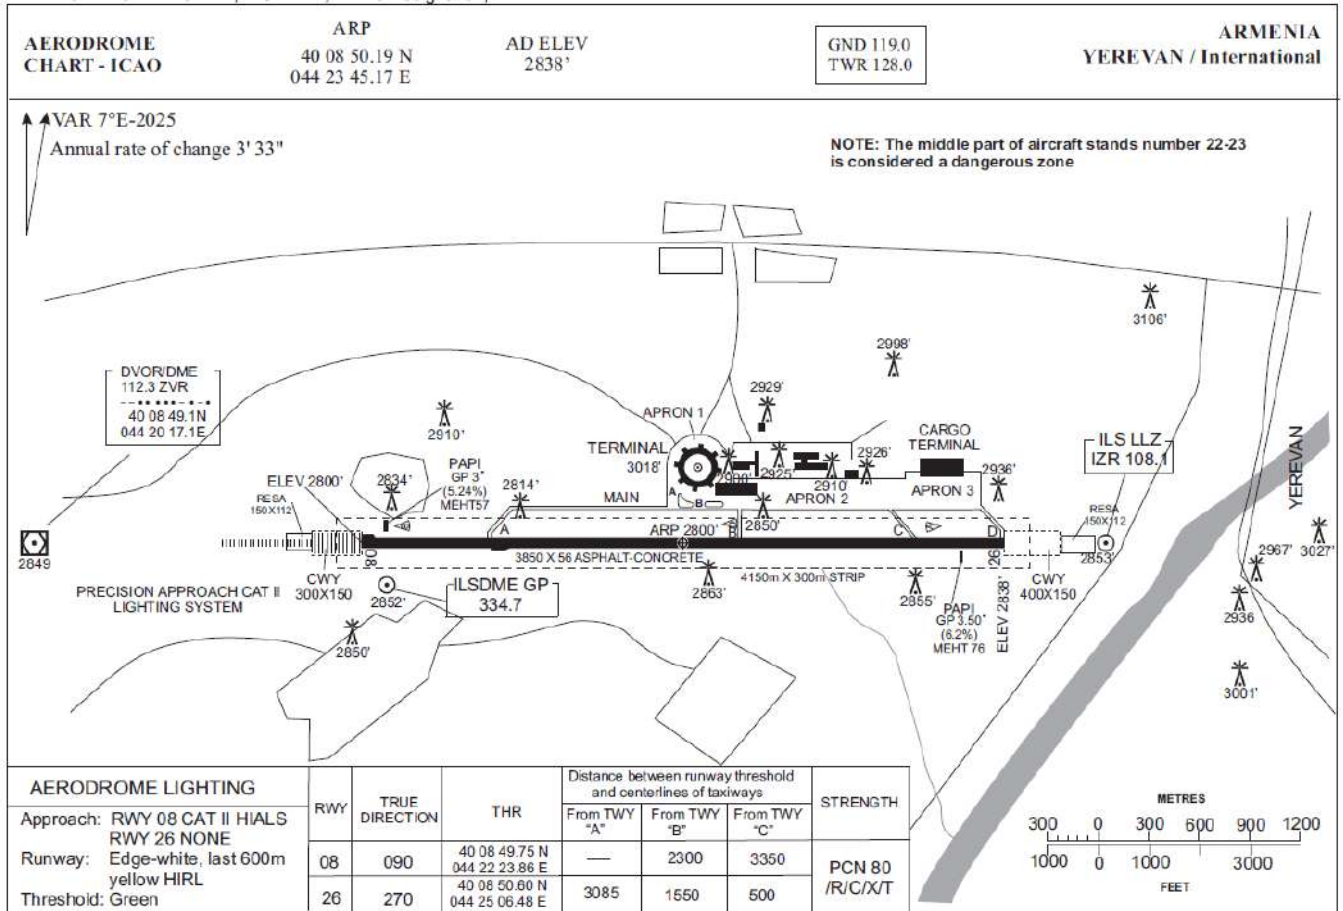 AERODROME
CHART - ICAO
ARP
40 08 50.19 N
044 23 45.17 E
AD ELEV
2838'
GND 119.0
TWR 128.0
ARMENIA
YEREVAN / International
VAR 7°E-2025
Annual rate of change 3' 33"
NOTE: The middle part of aircraft stands number 22-23
is considered a dangerous zone
3106'
2998'
DVOR/DME
112.3 ZVR
40 08 49.1N
044 20 17.1E
2929'
2910'
APRON 1
TERMINAL
3018'
CARGO
TERMINAL
ILS LLZ
IZR 108.1
YEREVAN
2926'
2925'
2910'
2936'
ELEV 2800'
2834'
PAPI
GP 3°
(5.24%)
MEHT57
2814'
MAIN
A
B
APRON 2
APRON 3
RESA
150X112
RESA
150X112
A
ARP 2800'
B
2850'
C
D
2849
08
3850 X 56 ASPHALT-CONCRETE
26
2853'
3027'
2967'
PRECISION APPROACH CAT II
LIGHTING SYSTEM
CWY
300X150
2852'
ILSDME GP
334.7
2863'
4150m X 300m STRIP
2855'
PAPI
GP 3.50°
(6.2%)
MEHT 76
ELEV 2838'
CWY
400X150
2936
2850'
3001'
AERODROME LIGHTING
Approach: RWY 08 CAT II HIALS
RWY 26 NONE
Runway: Edge-white, last 600m
yellow HIRL
Threshold: Green
RWY
TRUE
DIRECTION
THR
Distance between runway threshold
and centerlines of taxiways
From TWY
"A"
From TWY
"B"
From TWY
"C"
STRENGTH
08 090 40 08 49.75 N
044 22 23.86 E
— 2300 3350
26 270 40 08 50.60 N
044 25 06.48 E
3085 1550 500
PCN 80
/R/C/X/T
METRES
300 0 300 600 900 1200
1000 0 1000 3000
FEET